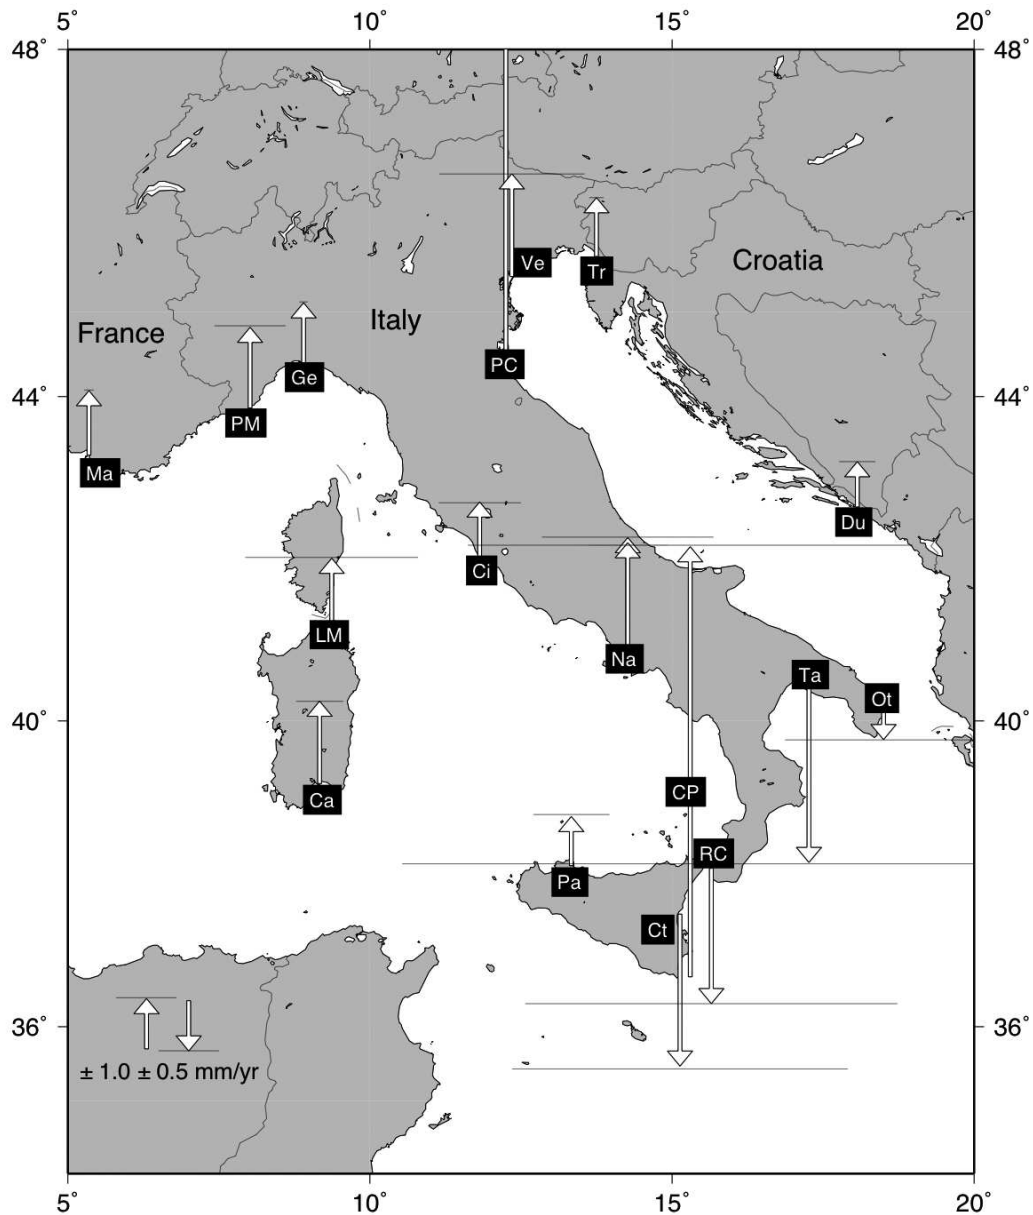 5° 10° 15° 20°
48° 48°
Ve
Tr
Croatia
France
Italy
PC
Ge
44° 44°
PM
Ma
Du
Ci
LM
Na
Ta
Ot
40° 40°
CP
Ca
RC
Pa
Ct
36° 36°
± 1.0 ± 0.5 mm/yr
5° 10° 15° 20°